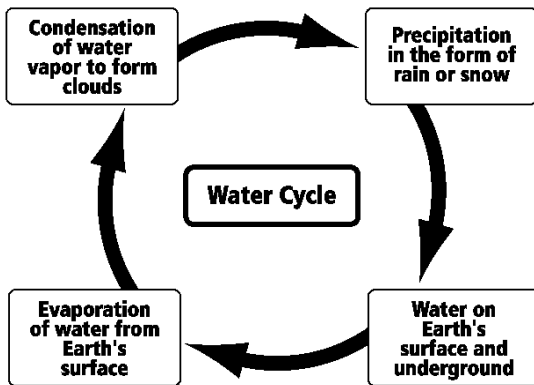 Condensation
of water
vapor to form
clouds
Precipitation
in the form of
rain or snow
Water Cycle
Evaporation
of water from
Earth's
surface
Water on
Earth's
surface and
underground